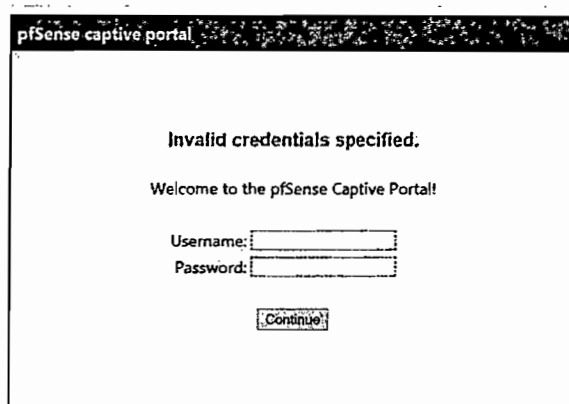 pfSense captive portal
Invalid credentials specified.
Welcome to the pfSense Captive Portal!
Username:
Password:
Continue